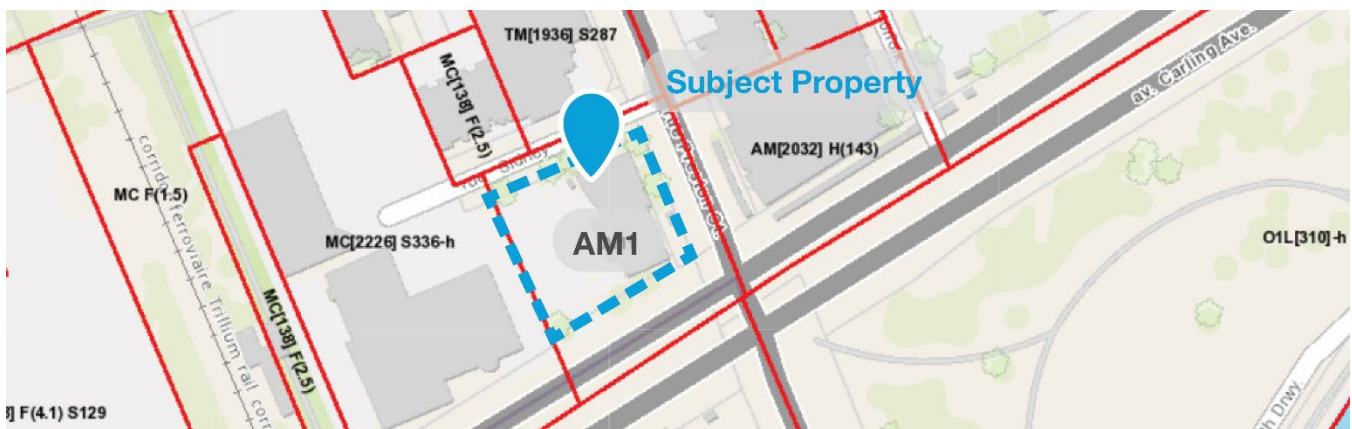 TM[1936] S287
MC[138] F(2.5)
Subject Property
av. Carling Ave.
AM[2032] H(143)
MC F(1.5)
corridor ferroviaire Trillium rail corr
MC[2226] S336-h
AM1
O1L[310]-h
MC[138] F(2.5)
F(4.1) S129